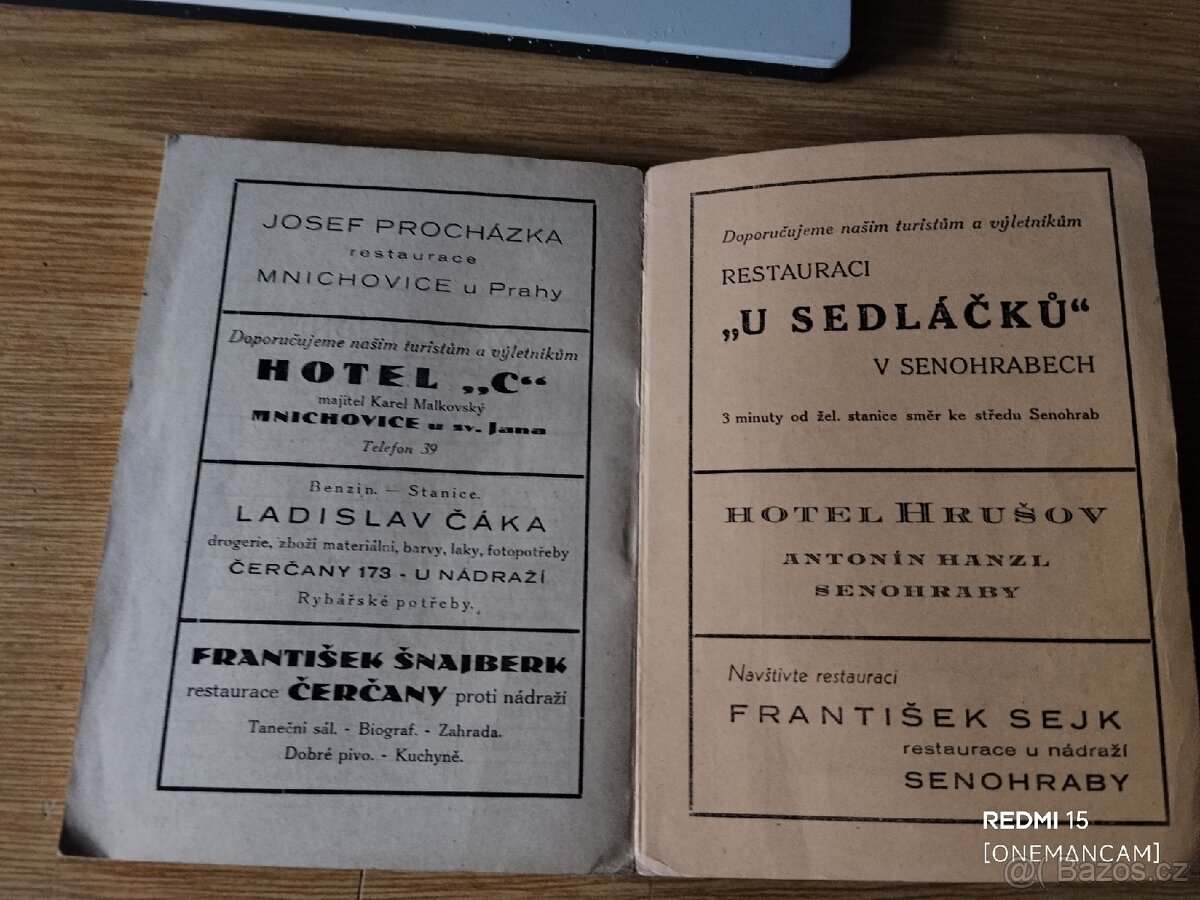 JOSEF PROCHÁZKA
restaurace
MNICHOVICE u Prahy
Doporučujeme našim turistům a výletníkům
HOTEL „C“
majitel Karel Malkovský
MNICHOVICE u sv. Jana
Telefon 39
Benzin. — Stanice.
LADISLAV ČÁKA
drogerie, zboží materiální, barvy, laky, fotopotřeby
ČERČANY 173 - U NÁDRAŽÍ
Rybářské potřeby.
FRANTIŠEK ŠNAJBERK
restaurace ČERČANY proti nádraží
Taneční sál. - Biograf. - Zahrada.
Dobré pivo. - Kuchyně.
Doporučujeme našim turistům a výletníkům
RESTAURACI
„U SEDLÁČKŮ“
V SENOHRABECH
3 minuty od žel. stanice směr ke středu Senohrab
HOTEL HRUŠOV
ANTONÍN HANZL
SENOHRABY
Navštivte restauraci
FRANTIŠEK SEJK
restaurace u nádraží
SENOHRABY
REDMI 15
[ONEMANCAM]
@( Bazoš.cz